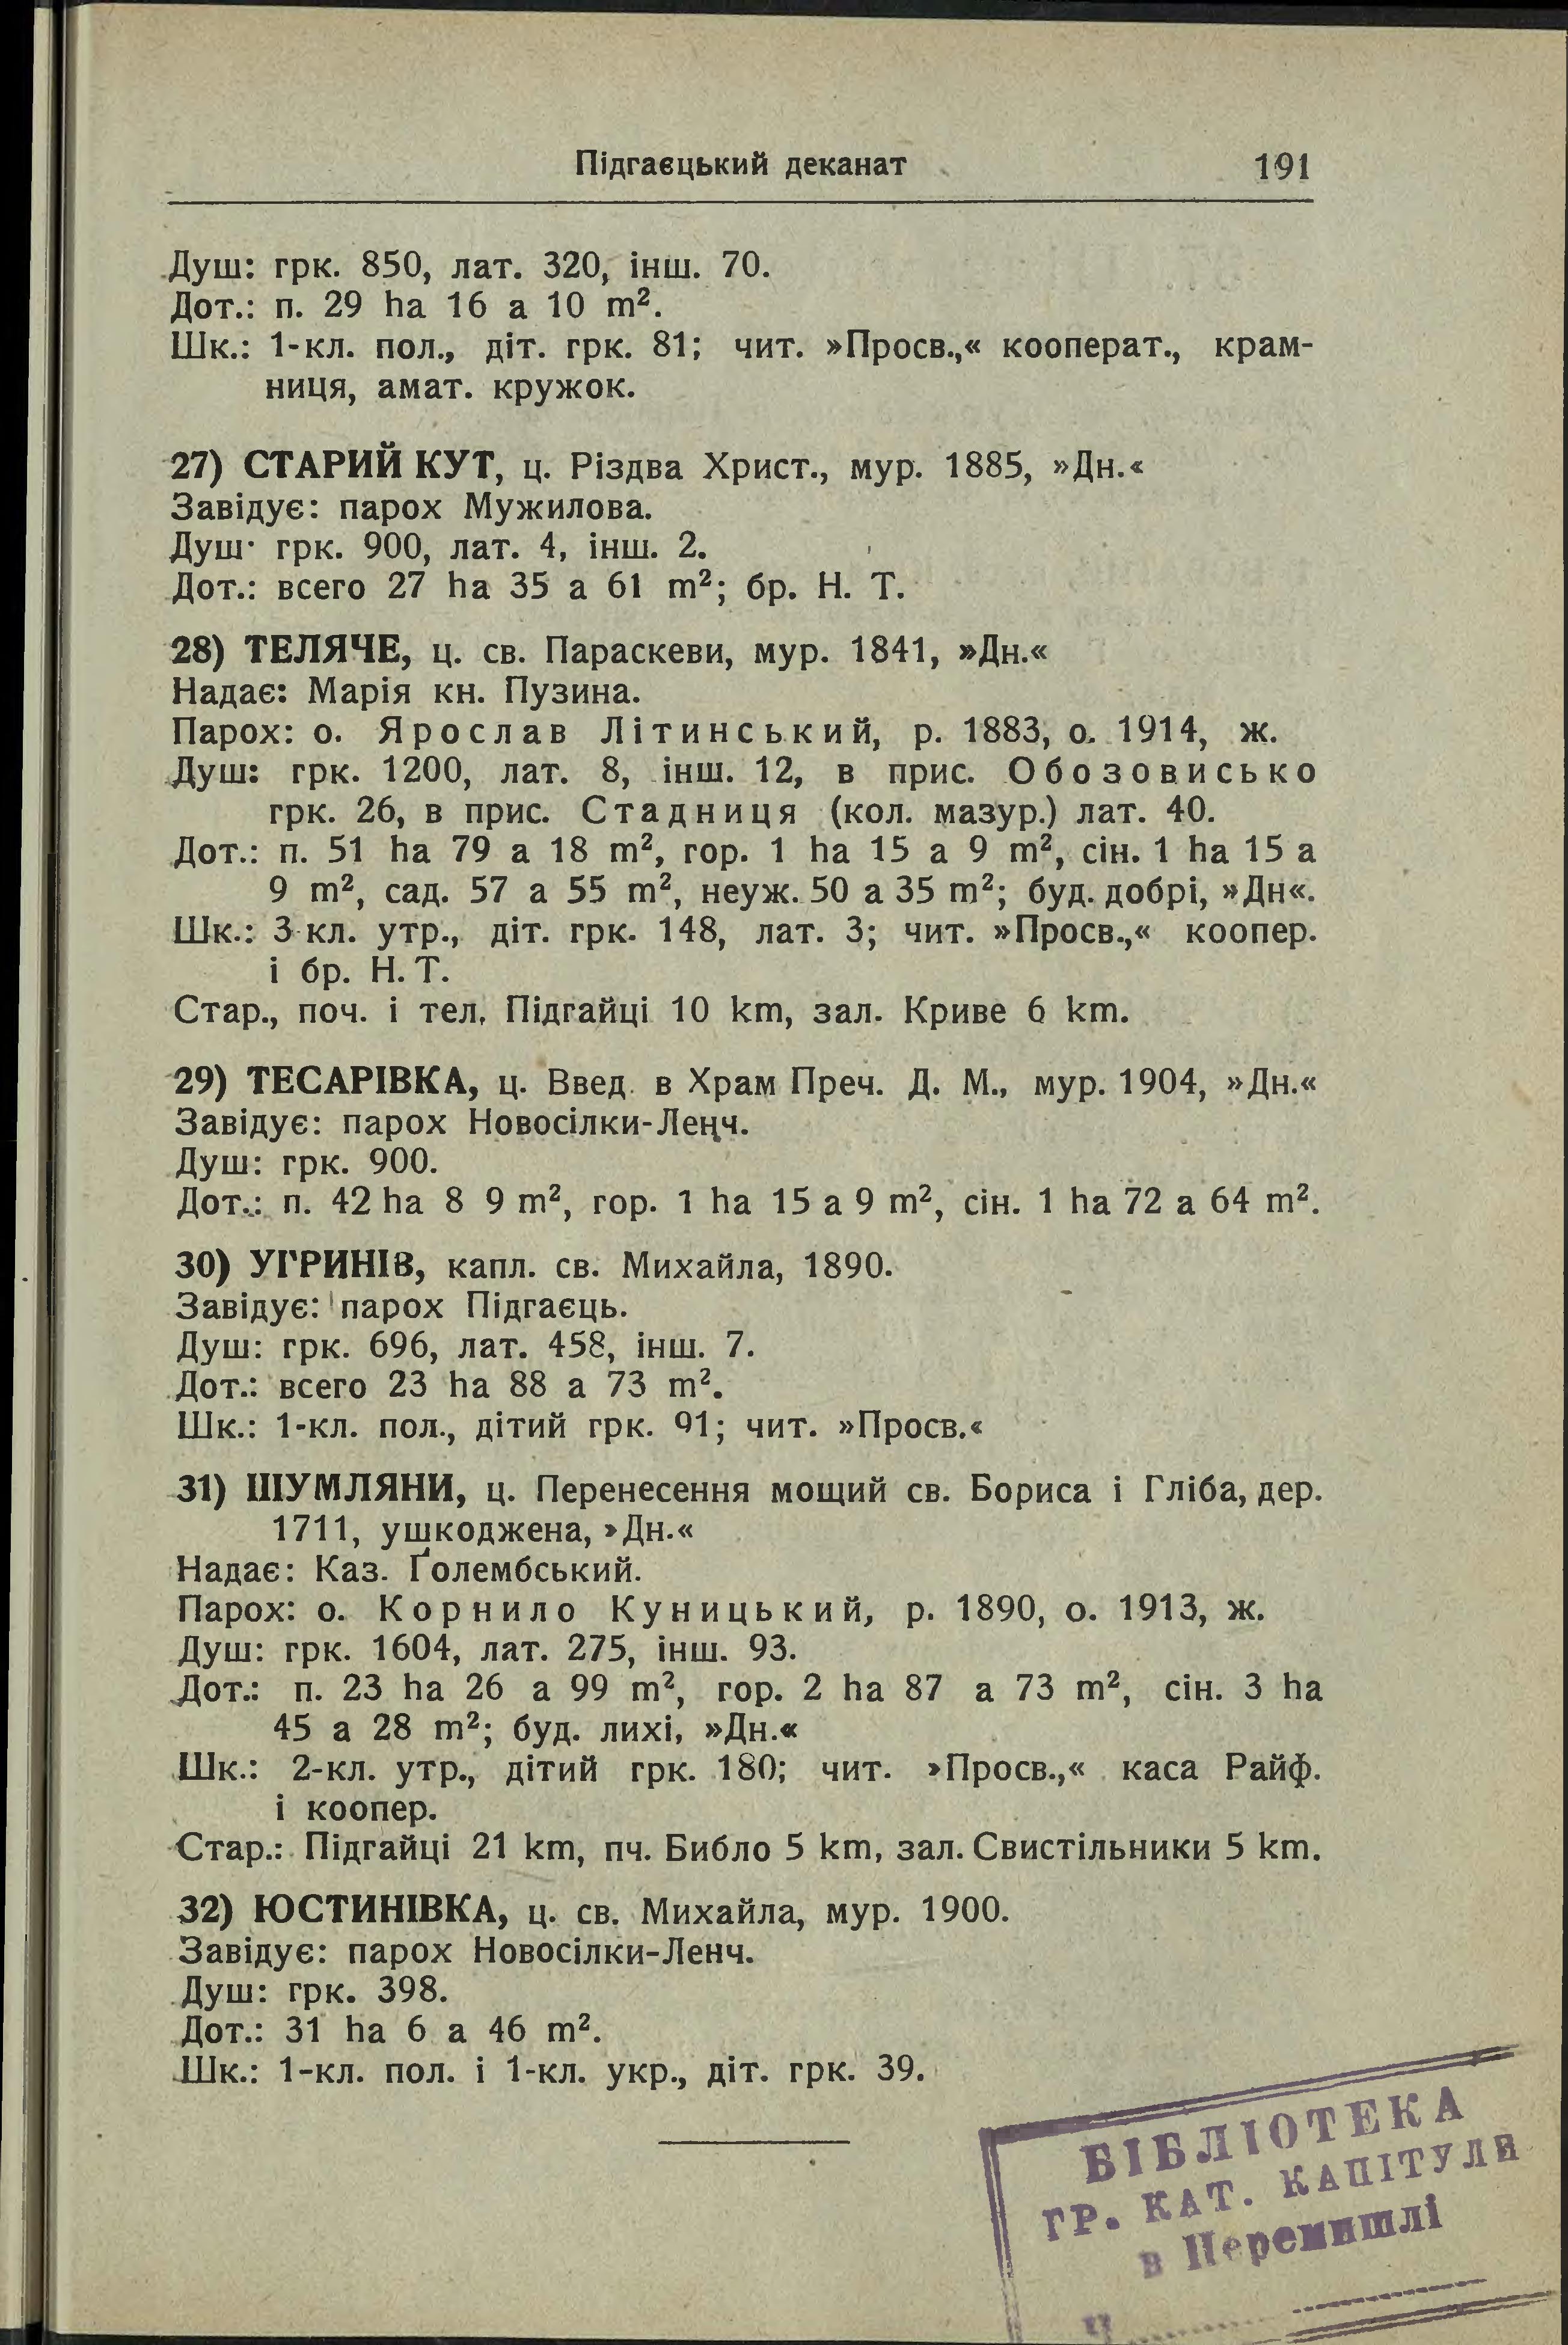 Підгаєцький деканат 191
Душ: грк. 850, лат. 320, інш. 70.
Дот.: п. 29 ha 16 a 10 m².
Шк.: 1-кл. пол., діт. грк. 81; чит. »Просв.,« кооперат., крам-
ниця, амат. кружок.
27) СТАРИЙ КУТ, ц. Різдва Христ., мур. 1885, »Дн.«
Завідує: парох Мужилова.
Душ· грк. 900, лат. 4, інш. 2.
Дот.: всего 27 ha 35 a 61 m²; бр. Н. Т.
28) ТЕЛЯЧЕ, ц. св. Параскеви, мур. 1841, »Дн.«
Надає: Марія кн. Пузина.
Парох: о. Ярослав Літинський, р. 1883, о. 1914, ж.
Душ: грк. 1200, лат. 8, інш. 12, в прис. Обозовисько
грк. 26, в прис. Стадниця (кол. мазур.) лат. 40.
Дот.: п. 51 ha 79 a 18 m², гор. 1 ha 15 a 9 m², сін. 1 ha 15 a
9 m², сад. 57 a 55 m², неуж. 50 a 35 m²; буд. добрі, »Дн«.
Шк.: 3 кл. утр., діт. грк. 148, лат. 3; чит. »Просв.,« коопер.
і бр. Н. Т.
Стар., поч. і тел. Підгайці 10 km, зал. Криве 6 km.
29) ТЕСАРІВКА, ц. Введ. в Храм Преч. Д. М., мур. 1904, »Дн.«
Завідує: парох Новосілки-Ленч.
Душ: грк. 900.
Дот.: п. 42 ha 8 9 m², гор. 1 ha 15 a 9 m², сін. 1 ha 72 a 64 m².
30) УГРИНІВ, капл. св. Михайла, 1890.
Завідує: парох Підгаєць.
Душ: грк. 696, лат. 458, інш. 7.
Дот.: всего 23 ha 88 a 73 m².
Шк.: 1-кл. пол., дітий грк. 91; чит. »Просв.«
31) ШУМЛЯНИ, ц. Перенесення мощий св. Бориса і Гліба, дер.
1711, ушкоджена, »Дн.«
Надає: Каз. Ґолембський.
Парох: о. Корнило Куницький, р. 1890, о. 1913, ж.
Душ: грк. 1604, лат. 275, інш. 93.
Дот.: п. 23 ha 26 a 99 m², гор. 2 ha 87 a 73 m², сін. 3 ha
45 a 28 m²; буд. лихі, »Дн.«
Шк.: 2-кл. утр., дітий грк. 180; чит. »Просв.,« каса Райф.
і коопер.
Стар.: Підгайці 21 km, пч. Библо 5 km, зал. Свистільники 5 km.
32) ЮСТИНІВКА, ц. св. Михайла, мур. 1900.
Завідує: парох Новосілки-Ленч.
Душ: грк. 398.
Дот.: 31 ha 6 a 46 m².
Шк.: 1-кл. пол. і 1-кл. укр., діт. грк. 39.
БІБЛІОТЕКА
ГР. КАТ. КАПІТУЛИ
в Перемишлі